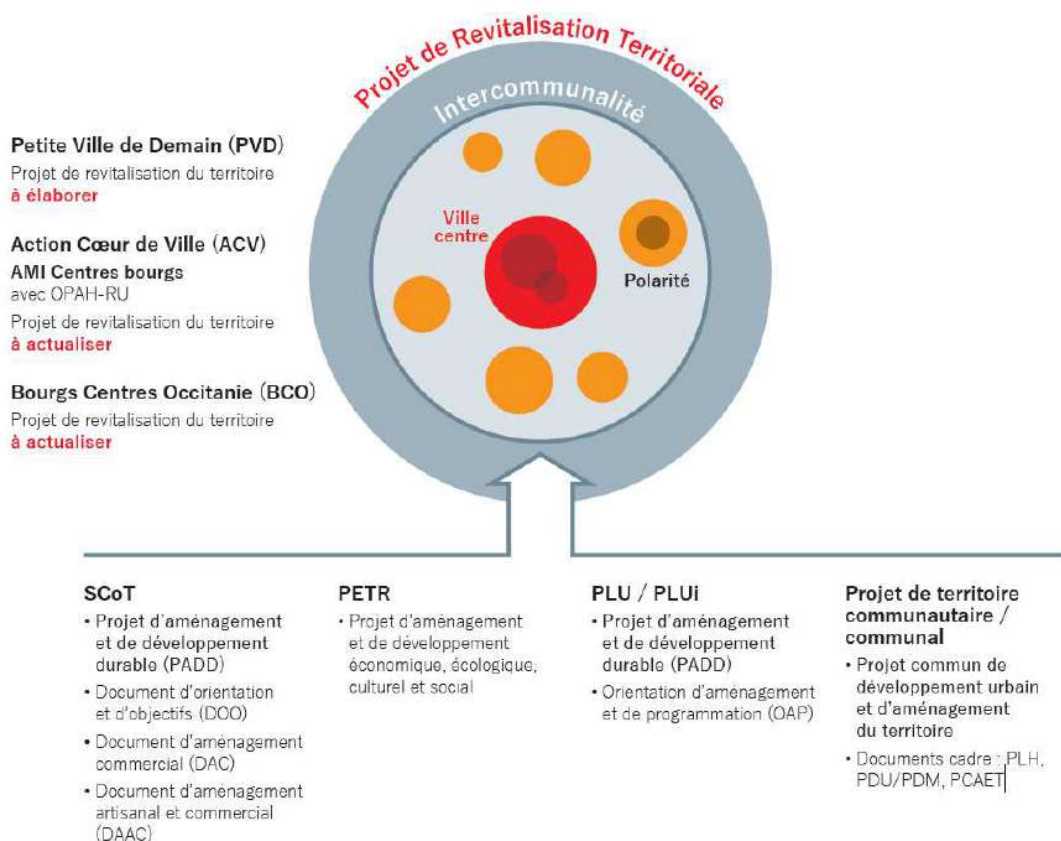 Projet de Revitalisation Territoriale
Intercommunalité
Ville
centre
Polarité
Petite Ville de Demain (PVD)
Projet de revitalisation du territoire
à élaborer
Action Cœur de Ville (ACV)
AMI Centres bourgs
avec OPAH-RU
Projet de revitalisation du territoire
à actualiser
Bourgs Centres Occitanie (BCO)
Projet de revitalisation du territoire
à actualiser
SCoT
• Projet d'aménagement
et de développement
durable (PADD)
• Document d'orientation
et d'objectifs (DOO)
• Document d'aménagement
commercial (DAC)
• Document d'aménagement
artisanal et commercial
(DAAC)
PETR
• Projet d'aménagement
et de développement
économique, écologique,
culturel et social
PLU / PLUi
• Projet d'aménagement
et de développement
durable (PADD)
• Orientation d'aménagement
et de programmation (OAP)
Projet de territoire
communautaire /
communal
• Projet commun de
développement urbain
et d'aménagement
du territoire
• Documents cadre : PLH,
PDU/PDM, PCAET